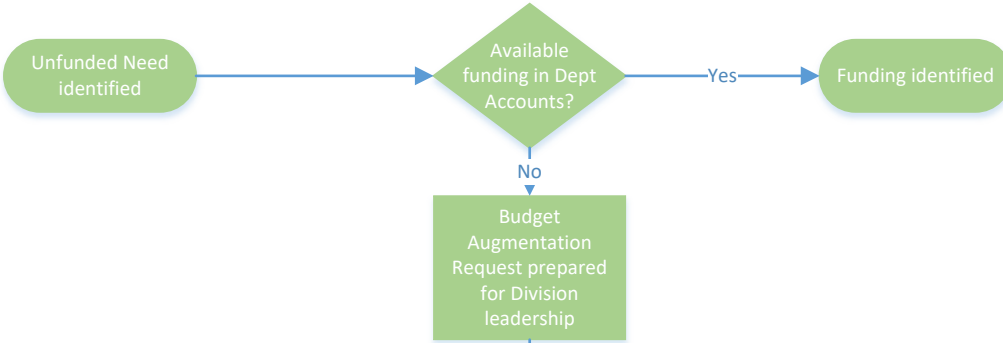 Unfunded Need
identified
Available
funding in Dept
Accounts?
Yes
Funding identified
No
Budget
Augmentation
Request prepared
for Division
leadership